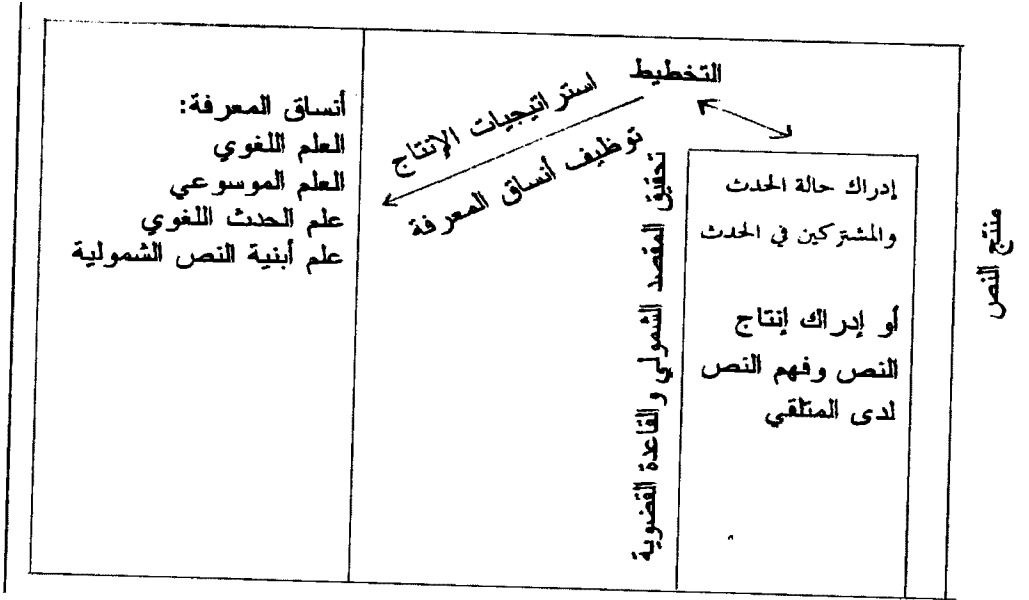 منتج النص
التخطيط
إدراك حالة الحدث
والمشتركين في الحدث
أو إدراك إنتاج
النص وفهم النص
لدى المتلقي
تحقيق المقصد الشمولي والقاعدة القضوية
استراتيجيات الإنتاج
توظيف أنساق المعرفة
أنساق المعرفة:
العلم اللغوي
العلم الموسوعي
علم الحدث اللغوي
علم أبنية النص الشمولية